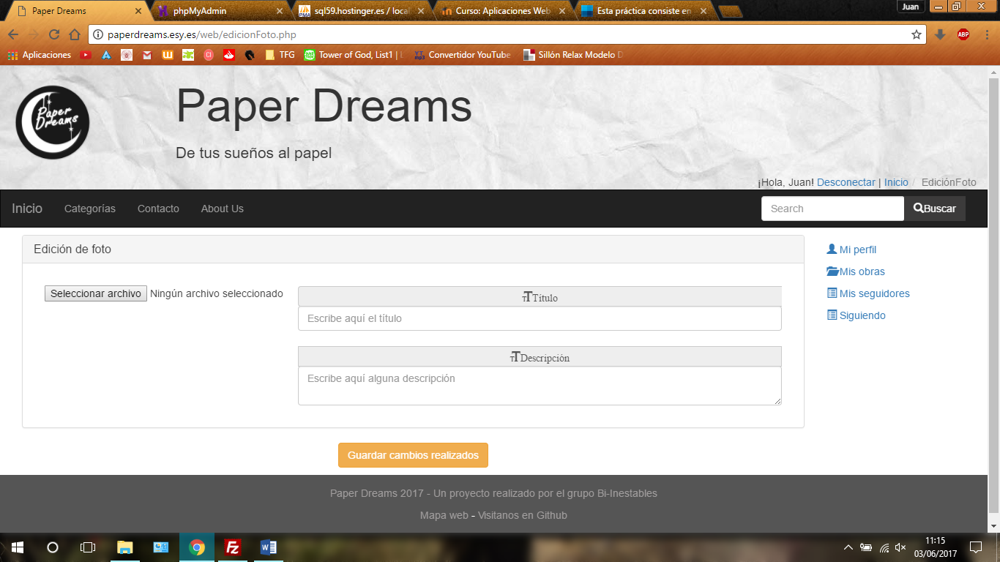 Paper Dreams
phpMyAdmin
sql59.hostinger.es / local
Curso: Aplicaciones Web
Esta práctica consiste en
Juan
paperdreams.esy.es/web/edicionFoto.php
ABP
Aplicaciones
TFG
Tower of God, List1 | L
Convertidor YouTube
Sillón Relax Modelo D
Paper Dreams
Paper Dreams
De tus sueños al papel
¡Hola, Juan! Desconectar | Inicio / EdiciónFoto
Inicio
Categorías
Contacto
About Us
Search
Buscar
Edición de foto
Seleccionar archivo Ningún archivo seleccionado
Título
Escribe aquí el título
Descripción
Escribe aquí alguna descripción
Mi perfil
Mis obras
Mis seguidores
Siguiendo
Guardar cambios realizados
Paper Dreams 2017 - Un proyecto realizado por el grupo Bi-Inestables
Mapa web - Visitanos en Github
11:15
03/06/2017